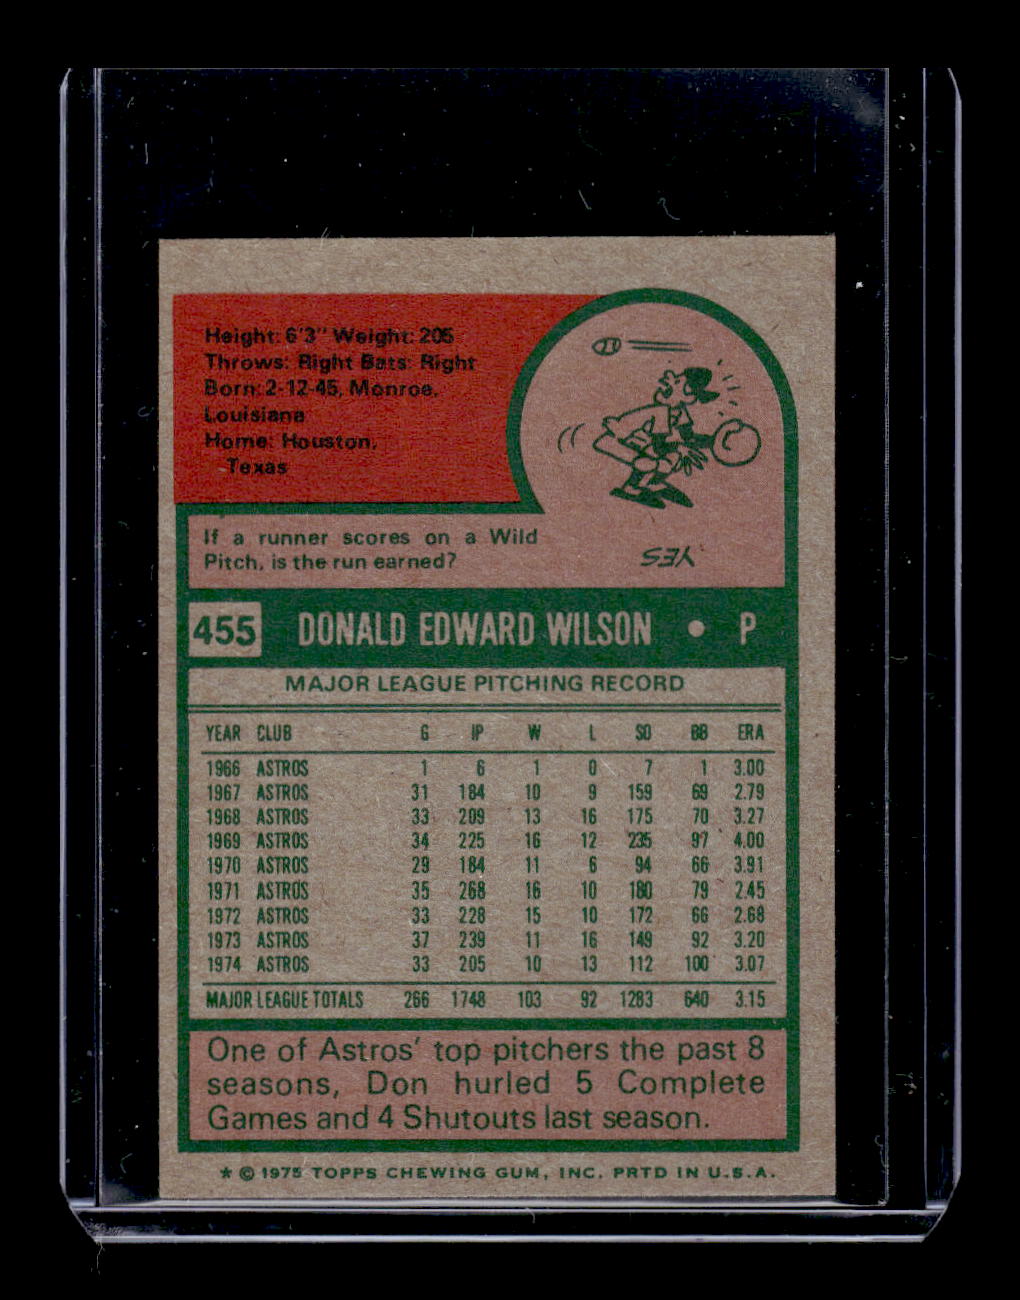 Height: 6'3" Weight: 205
Throws: Right Bats: Right
Born: 2-12-45, Monroe,
Louisiana
Home: Houston,
Texas
If a runner scores on a Wild
Pitch, is the run earned?
YES
455 DONALD EDWARD WILSON • P
MAJOR LEAGUE PITCHING RECORD
YEAR CLUB G IP W L SO BB ERA
1966 ASTROS 1 6 1 0 7 1 3.00
1967 ASTROS 31 184 10 9 159 69 2.79
1968 ASTROS 33 209 13 16 175 70 3.27
1969 ASTROS 34 225 16 12 235 97 4.00
1970 ASTROS 29 184 11 6 94 66 3.91
1971 ASTROS 35 268 16 10 180 79 2.45
1972 ASTROS 33 228 15 10 172 66 2.68
1973 ASTROS 37 239 11 16 149 92 3.20
1974 ASTROS 33 205 10 13 112 100 3.07
MAJOR LEAGUE TOTALS 266 1748 103 92 1283 640 3.15
One of Astros' top pitchers the past 8
seasons, Don hurled 5 Complete
Games and 4 Shutouts last season.
* © 1975 TOPPS CHEWING GUM, INC. PRTD IN U.S.A.